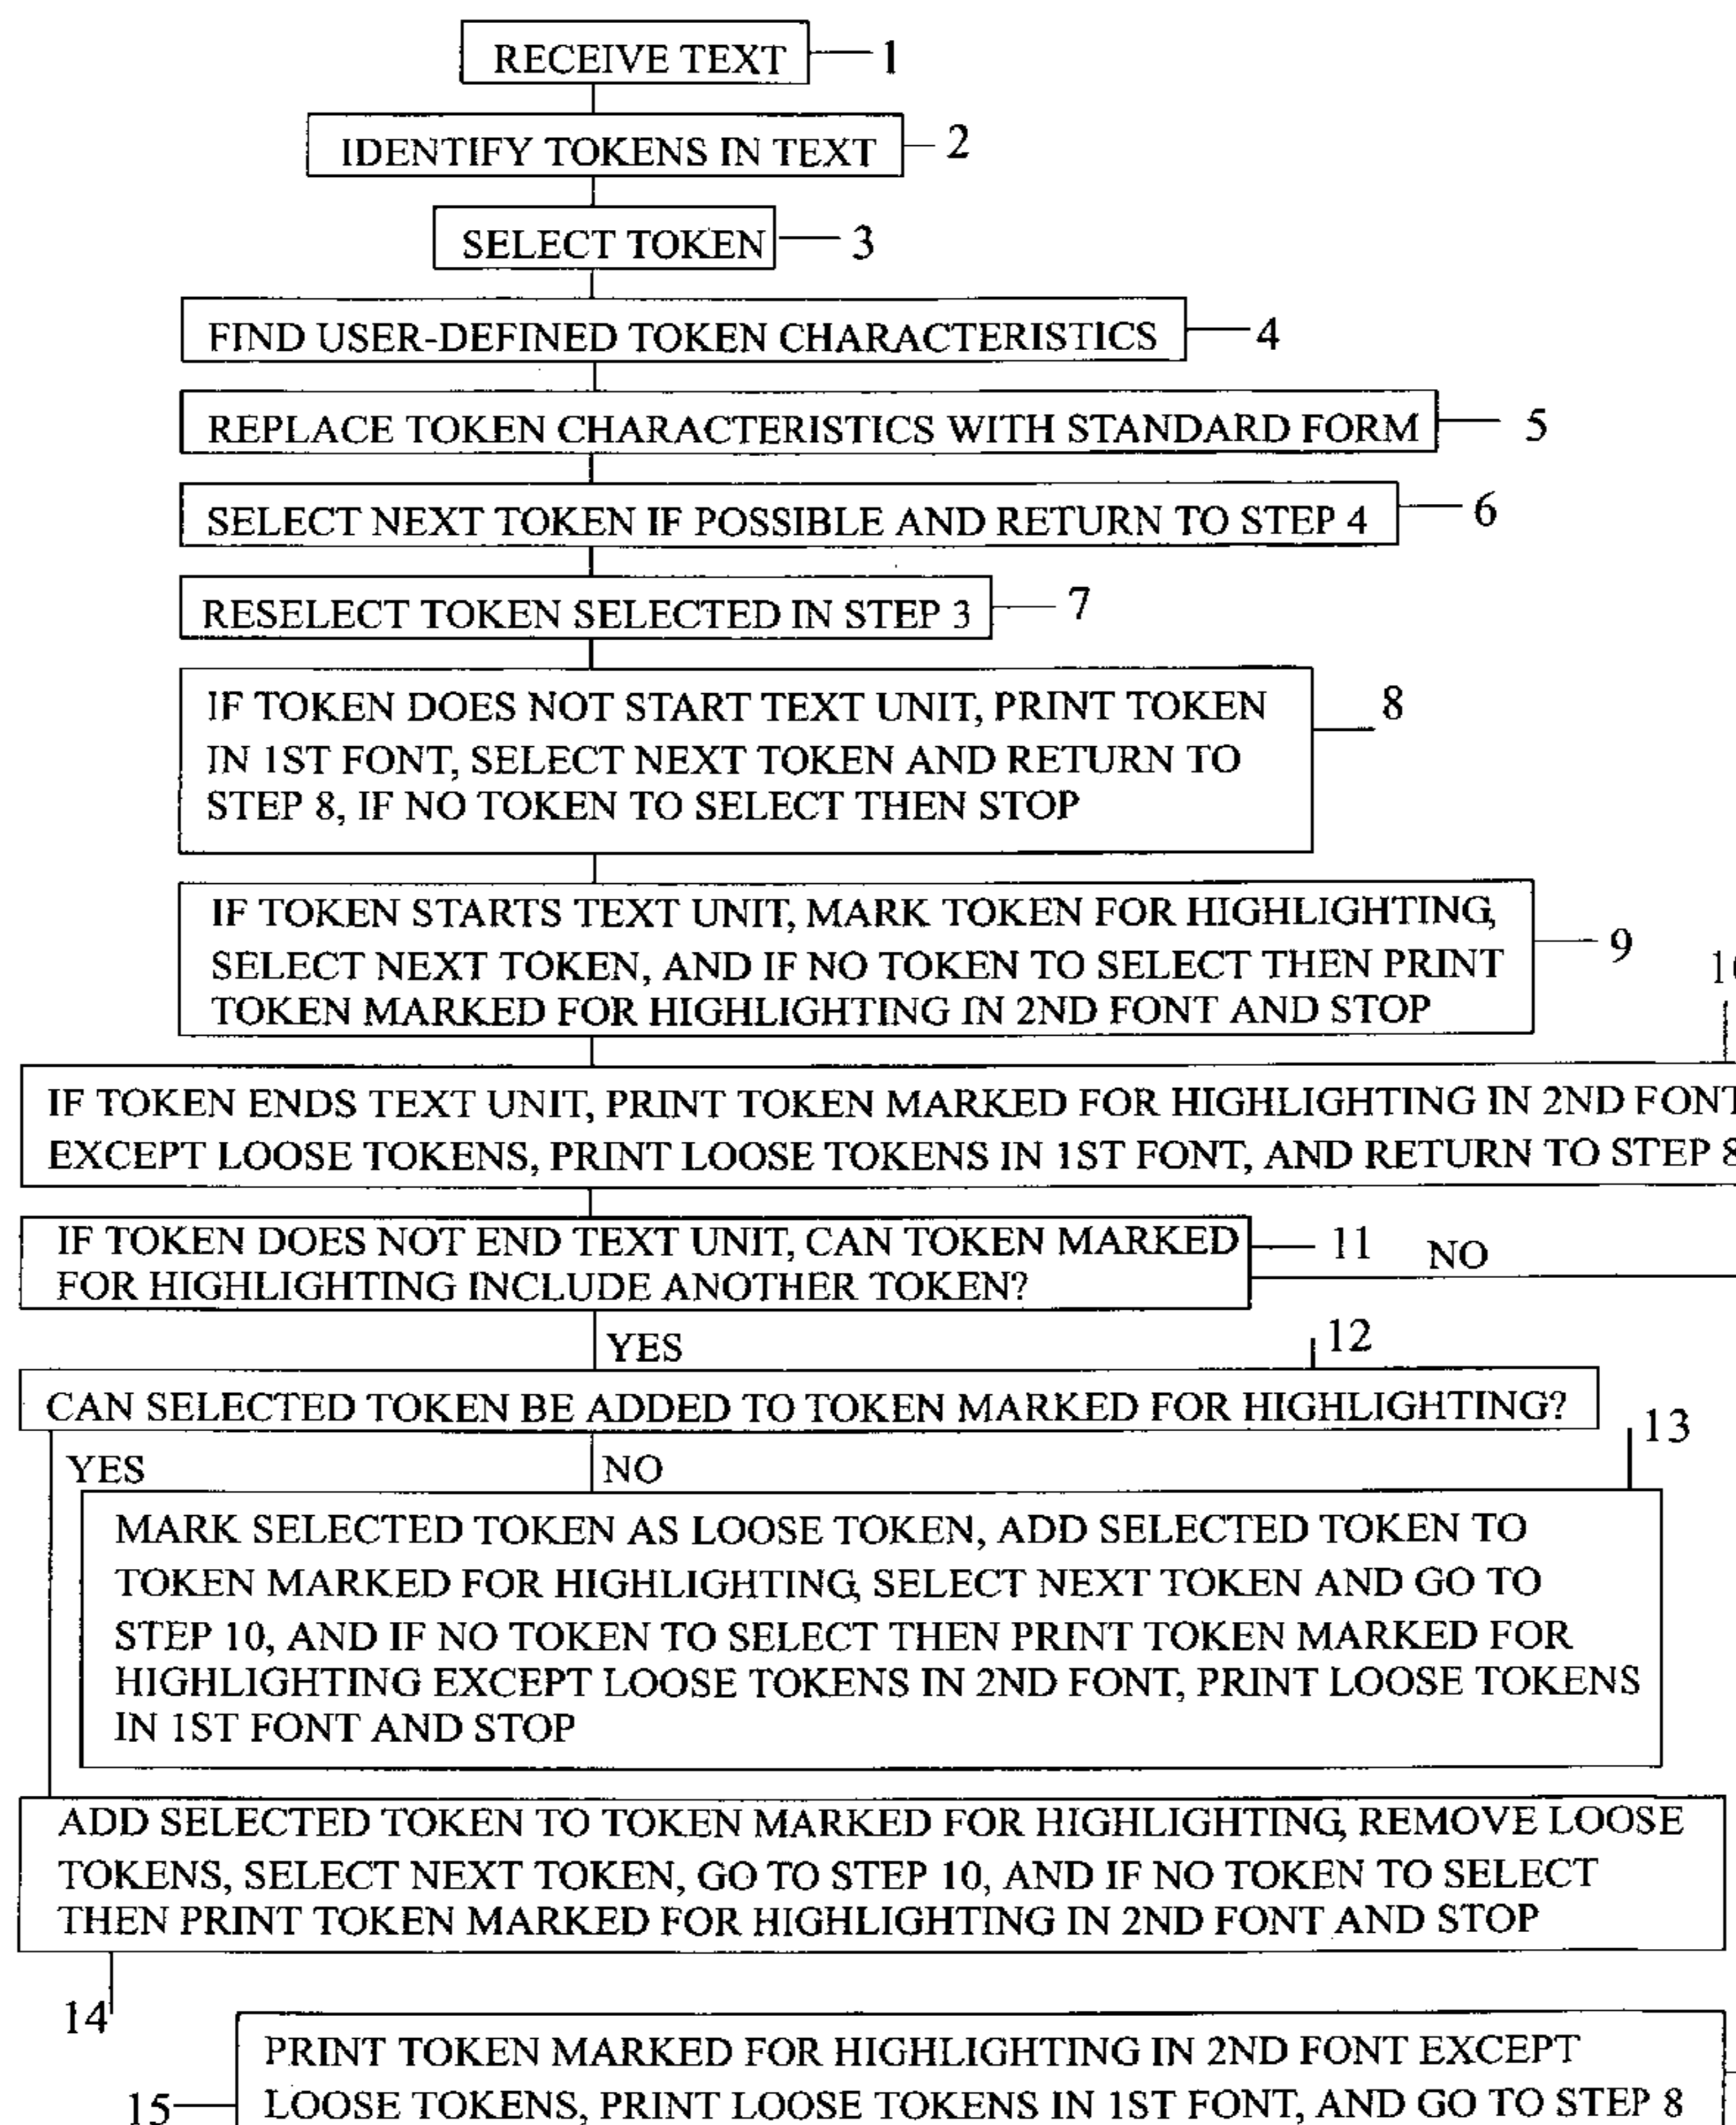 RECEIVE TEXT 1
IDENTIFY TOKENS IN TEXT 2
SELECT TOKEN 3
FIND USER-DEFINED TOKEN CHARACTERISTICS 4
REPLACE TOKEN CHARACTERISTICS WITH STANDARD FORM 5
SELECT NEXT TOKEN IF POSSIBLE AND RETURN TO STEP 4 6
RESELECT TOKEN SELECTED IN STEP 3 7
IF TOKEN DOES NOT START TEXT UNIT, PRINT TOKEN 8
IN 1ST FONT, SELECT NEXT TOKEN AND RETURN TO
STEP 8, IF NO TOKEN TO SELECT THEN STOP
IF TOKEN STARTS TEXT UNIT, MARK TOKEN FOR HIGHLIGHTING,
SELECT NEXT TOKEN, AND IF NO TOKEN TO SELECT THEN PRINT 9
TOKEN MARKED FOR HIGHLIGHTING IN 2ND FONT AND STOP
IF TOKEN ENDS TEXT UNIT, PRINT TOKEN MARKED FOR HIGHLIGHTING IN 2ND FONT
EXCEPT LOOSE TOKENS, PRINT LOOSE TOKENS IN 1ST FONT, AND RETURN TO STEP 8
IF TOKEN DOES NOT END TEXT UNIT, CAN TOKEN MARKED 11 NO
FOR HIGHLIGHTING INCLUDE ANOTHER TOKEN?
YES 12
CAN SELECTED TOKEN BE ADDED TO TOKEN MARKED FOR HIGHLIGHTING?
13
YES NO
MARK SELECTED TOKEN AS LOOSE TOKEN, ADD SELECTED TOKEN TO
TOKEN MARKED FOR HIGHLIGHTING, SELECT NEXT TOKEN AND GO TO
STEP 10, AND IF NO TOKEN TO SELECT THEN PRINT TOKEN MARKED FOR
HIGHLIGHTING EXCEPT LOOSE TOKENS IN 2ND FONT, PRINT LOOSE TOKENS
IN 1ST FONT AND STOP
ADD SELECTED TOKEN TO TOKEN MARKED FOR HIGHLIGHTING, REMOVE LOOSE
TOKENS, SELECT NEXT TOKEN, GO TO STEP 10, AND IF NO TOKEN TO SELECT
THEN PRINT TOKEN MARKED FOR HIGHLIGHTING IN 2ND FONT AND STOP
14
PRINT TOKEN MARKED FOR HIGHLIGHTING IN 2ND FONT EXCEPT
15 LOOSE TOKENS, PRINT LOOSE TOKENS IN 1ST FONT, AND GO TO STEP 8